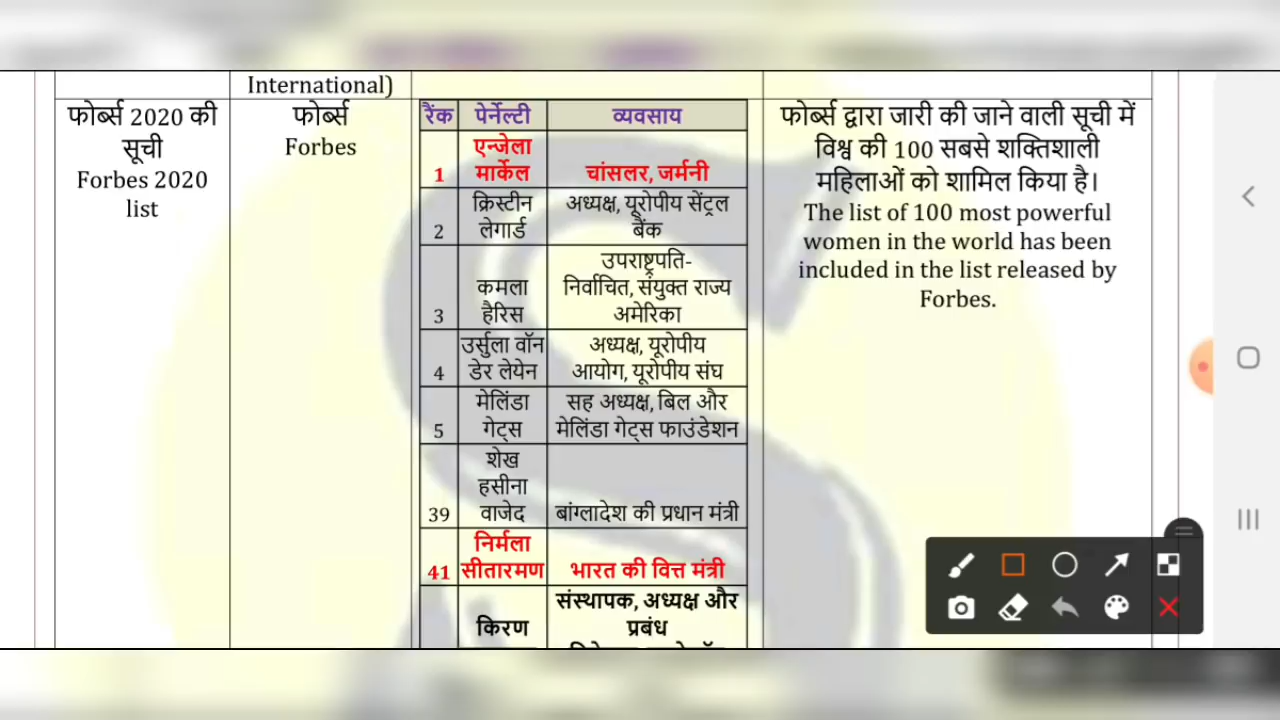 International)
फोर्ब्स 2020 की
सूची
Forbes 2020
list
फोर्ब्स
Forbes
रैंक पेर्नेल्टी व्यवसाय
एन्जेला
मार्केल
1 चांसलर, जर्मनी
क्रिस्टीन
लेगार्ड
2
अध्यक्ष, यूरोपीय सेंट्रल
बैंक
कमला
हैरिस
3
उपराष्ट्रपति-
निर्वाचित, संयुक्त राज्य
अमेरिका
उर्सुला वॉन
डेर लेयेन
4
अध्यक्ष, यूरोपीय
आयोग, यूरोपीय संघ
मेलिंडा
गेट्स
5
सह अध्यक्ष, बिल और
मेलिंडा गेट्स फाउंडेशन
शेख
हसीना
वाजेद
39 बांग्लादेश की प्रधान मंत्री
निर्मला
सीतारमण
41 भारत की वित्त मंत्री
किरण
संस्थापक, अध्यक्ष और
प्रबंध
फोर्ब्स द्वारा जारी की जाने वाली सूची में
विश्व की 100 सबसे शक्तिशाली
महिलाओं को शामिल किया है।
The list of 100 most powerful
women in the world has been
included in the list released by
Forbes.